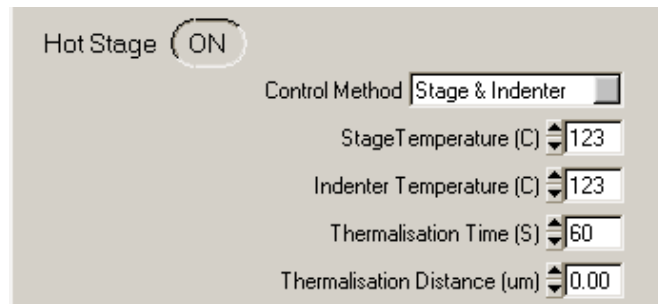 Hot Stage ON
Control Method Stage & Indenter
StageTemperature (C) 123
Indenter Temperature (C) 123
Thermalisation Time (S) 60
Thermalisation Distance (um) 0.00